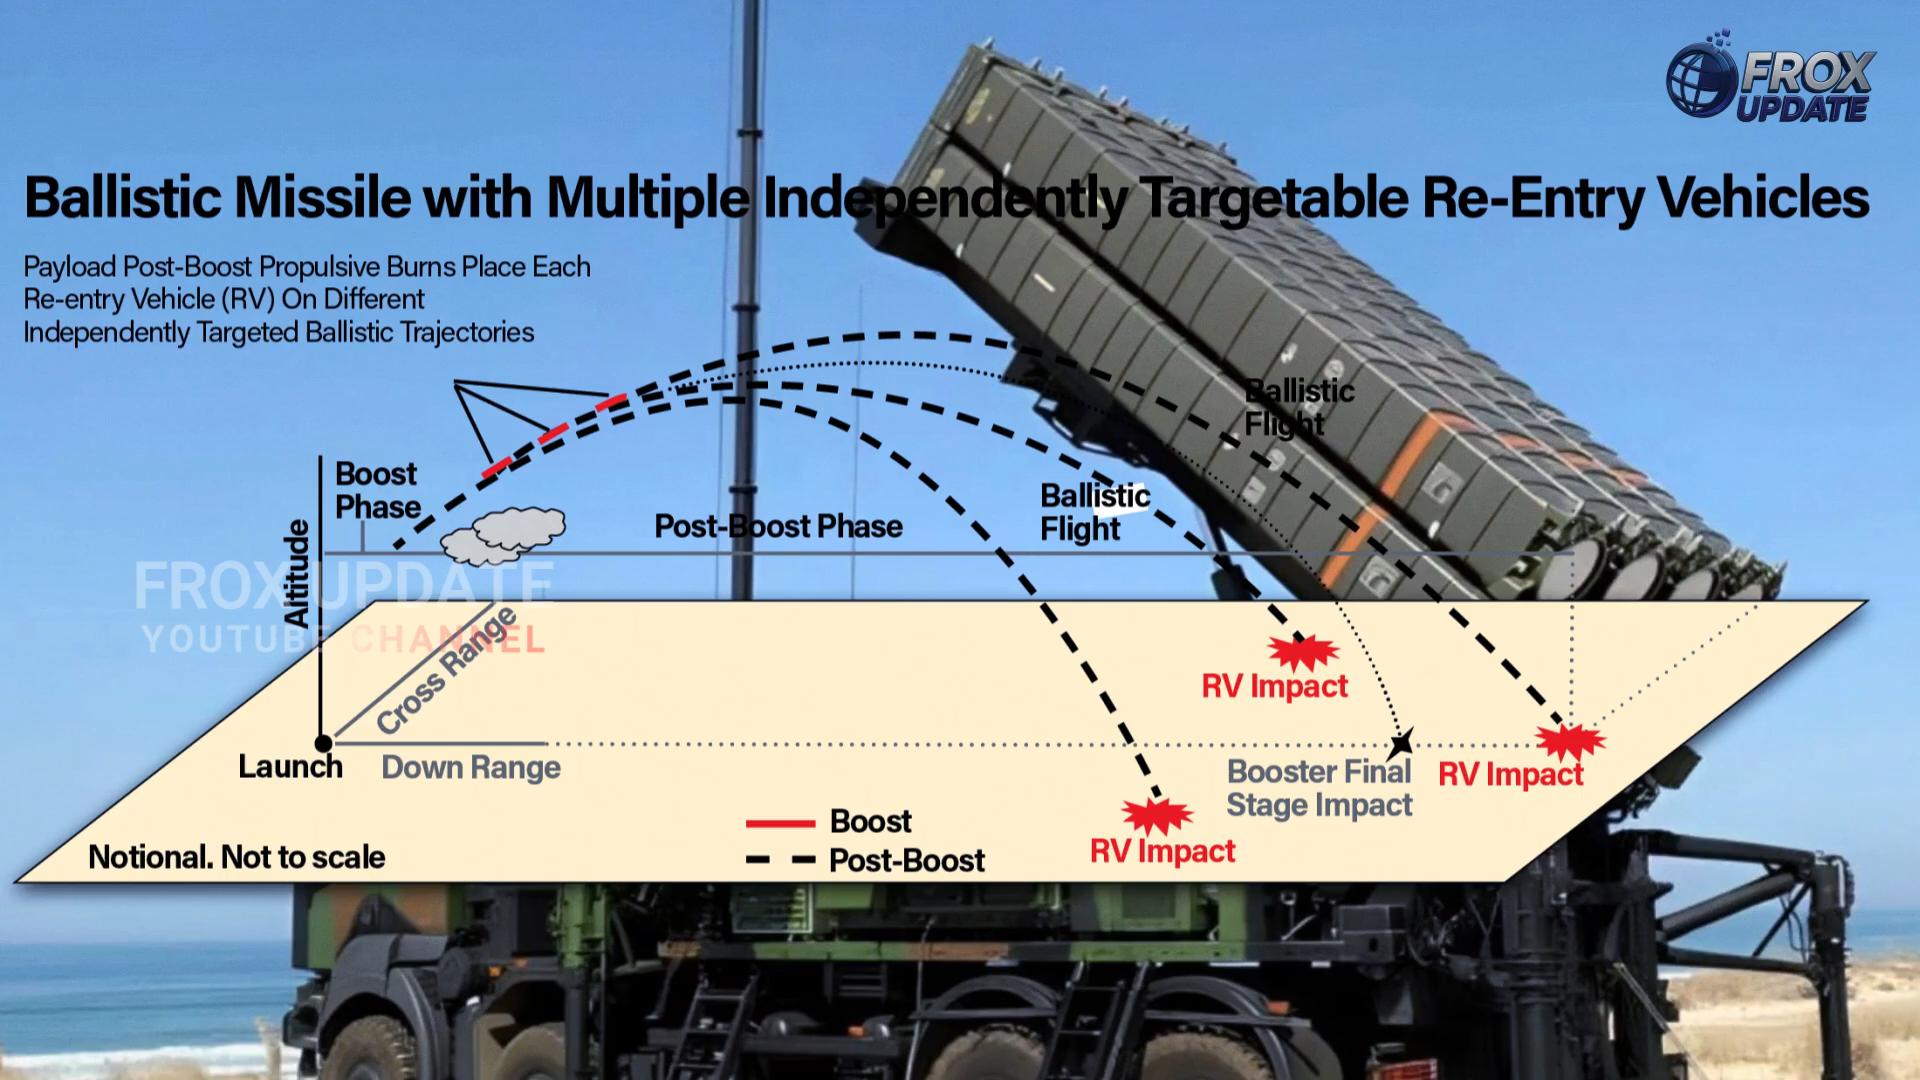 FROX
UPDATE
Ballistic Missile with Multiple Independently Targetable Re-Entry Vehicles
Payload Post-Boost Propulsive Burns Place Each
Re-entry Vehicle (RV) On Different
Independently Targeted Ballistic Trajectories
Ballistic
Flight
Boost
Phase
Ballistic
Flight
Post-Boost Phase
Altitude
FROX UPDATE
YOUTUBE CHANNEL
Cross Range
RV Impact
Launch
Down Range
Booster Final
Stage Impact
RV Impact
Boost
Post-Boost
RV Impact
Notional. Not to scale